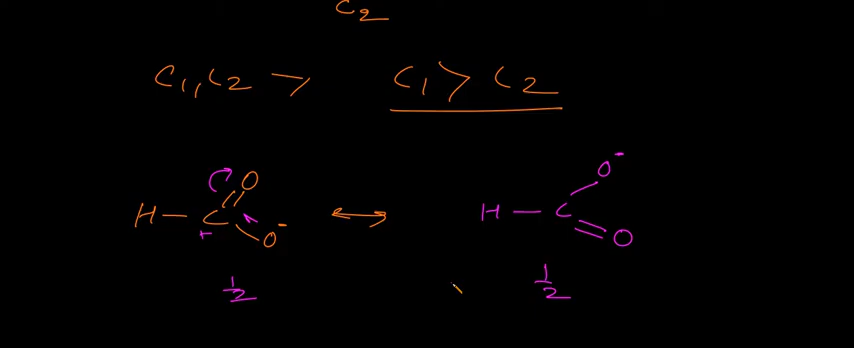 C2
C1, C2 → C1 > C2
O O⁻
H – C ↔ H – C
+ O⁻ O
1/2 1/2